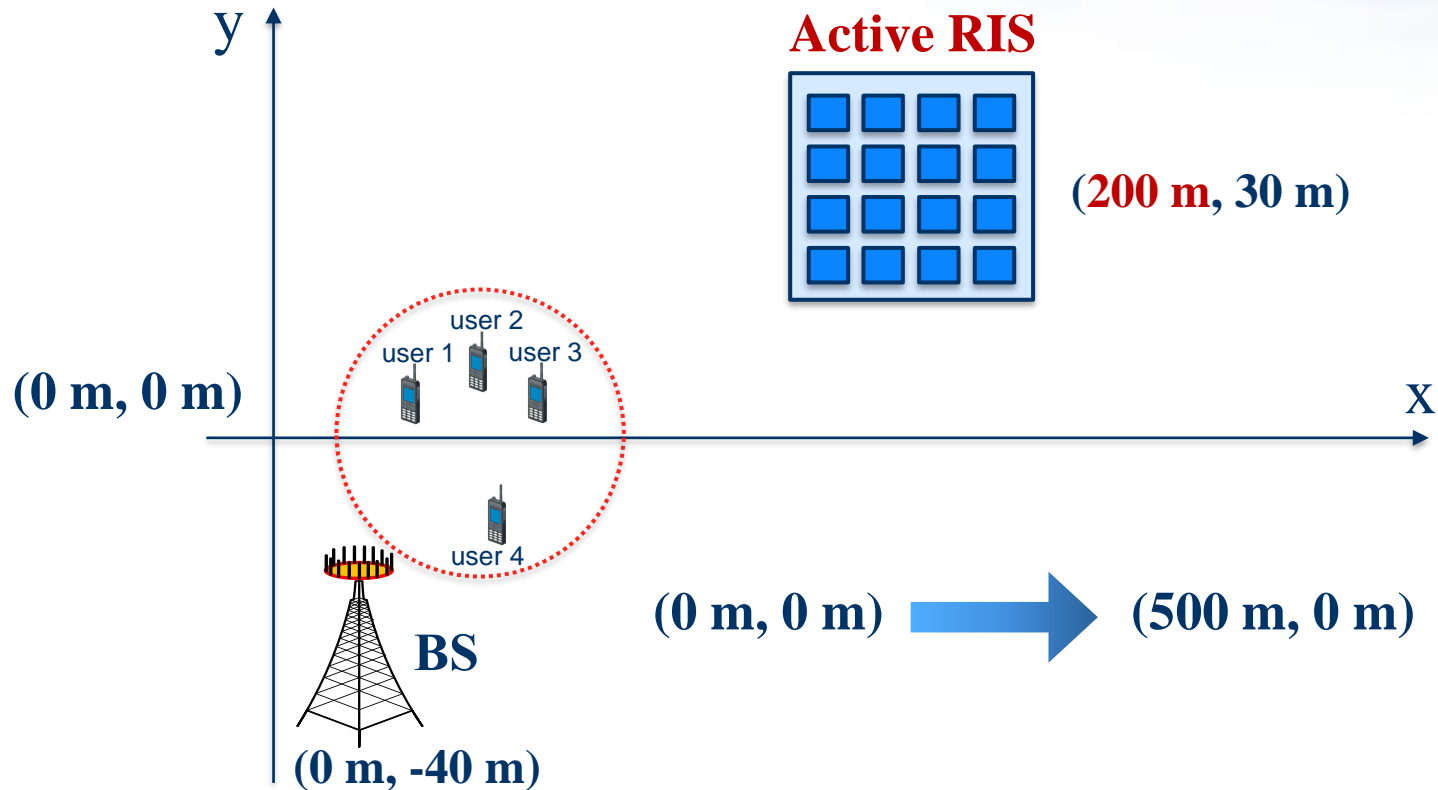 y
Active RIS
(200 m, 30 m)
user 2
user 1
user 3
(0 m, 0 m)
x
user 4
(0 m, 0 m)
(500 m, 0 m)
BS
(0 m, -40 m)